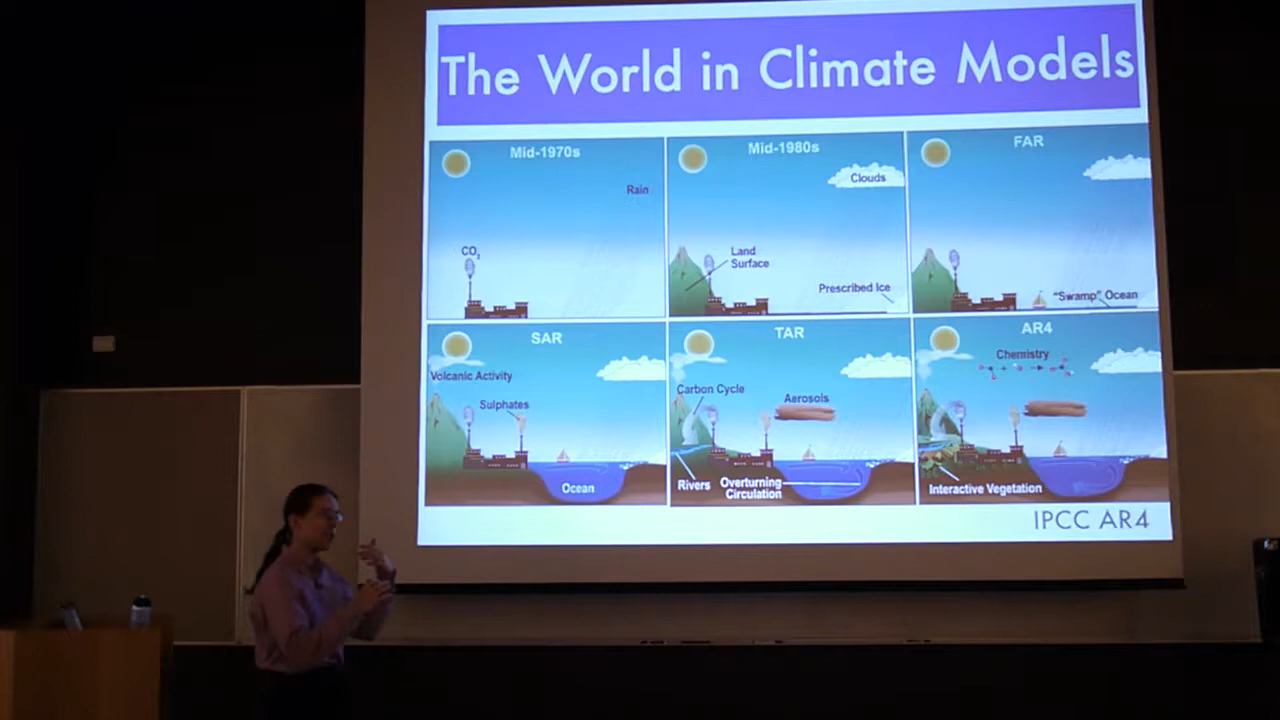 The World in Climate Models
Mid-1970s
Rain
CO₂
Mid-1980s
Clouds
Land
Surface
Prescribed Ice
FAR
"Swamp" Ocean
SAR
Volcanic Activity
Sulphates
Ocean
TAR
Carbon Cycle
Aerosols
Rivers
Overturning
Circulation
AR4
Chemistry
Interactive Vegetation
IPCC AR4